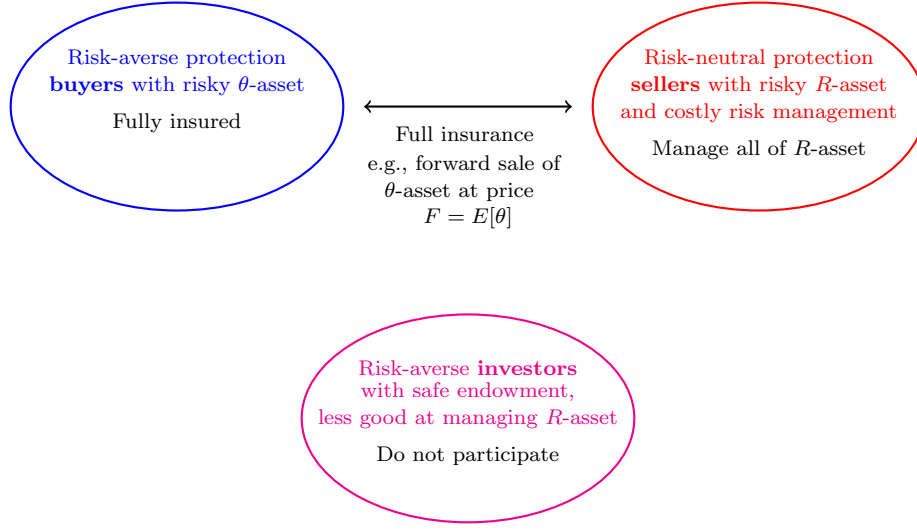 Risk-averse protection
buyers with risky θ-asset
Fully insured
Full insurance
e.g., forward sale of
θ-asset at price
F = E[θ]
Risk-neutral protection
sellers with risky R-asset
and costly risk management
Manage all of R-asset
Risk-averse investors
with safe endowment,
less good at managing R-asset
Do not participate